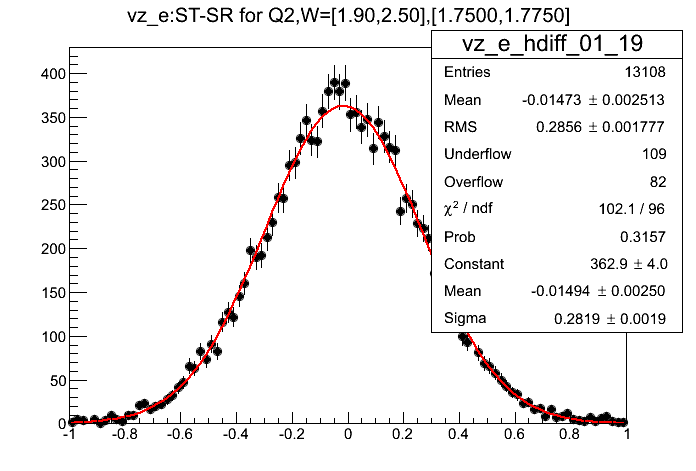 vz_e:ST-SR for Q2,W=[1.90,2.50],[1.7500,1.7750]
vz_e_hdiff_01_19
Entries 13108
Mean -0.01473 ± 0.002513
RMS 0.2856 ± 0.001777
Underflow 109
Overflow 82
χ² / ndf 102.1 / 96
Prob 0.3157
Constant 362.9 ± 4.0
Mean -0.01494 ± 0.00250
Sigma 0.2819 ± 0.0019
400
350
300
250
200
150
100
50
0
-1 -0.8 -0.6 -0.4 -0.2 0 0.2 0.4 0.6 0.8 1